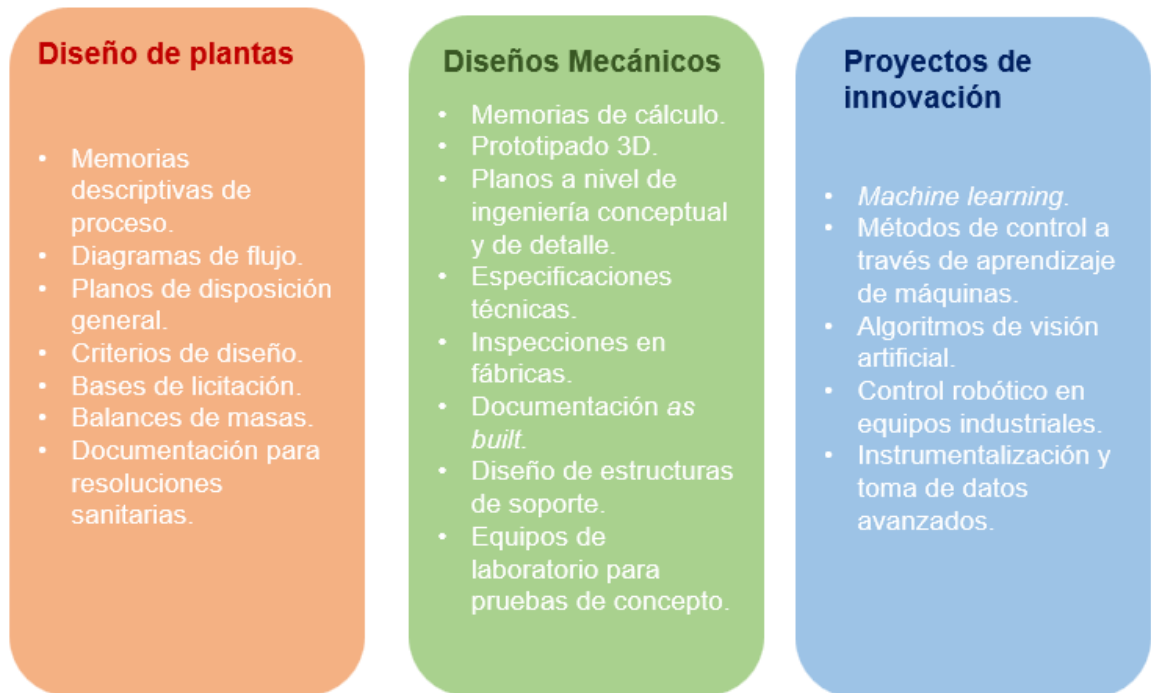 Diseño de plantas
• Memorias
descriptivas de
proceso.
• Diagramas de flujo.
• Planos de disposición
general.
• Criterios de diseño.
• Bases de licitación.
• Balances de masas.
• Documentación para
resoluciones
sanitarias.
Diseños Mecánicos
• Memorias de cálculo.
• Prototipado 3D.
• Planos a nivel de
ingeniería conceptual
y de detalle.
• Especificaciones
técnicas.
• Inspecciones en
fábricas.
• Documentación as
built.
• Diseño de estructuras
de soporte.
• Equipos de
laboratorio para
pruebas de concepto.
Proyectos de
innovación
• Machine learning.
• Métodos de control a
través de aprendizaje
de máquinas.
• Algoritmos de visión
artificial.
• Control robótico en
equipos industriales.
• Instrumentalización y
toma de datos
avanzados.